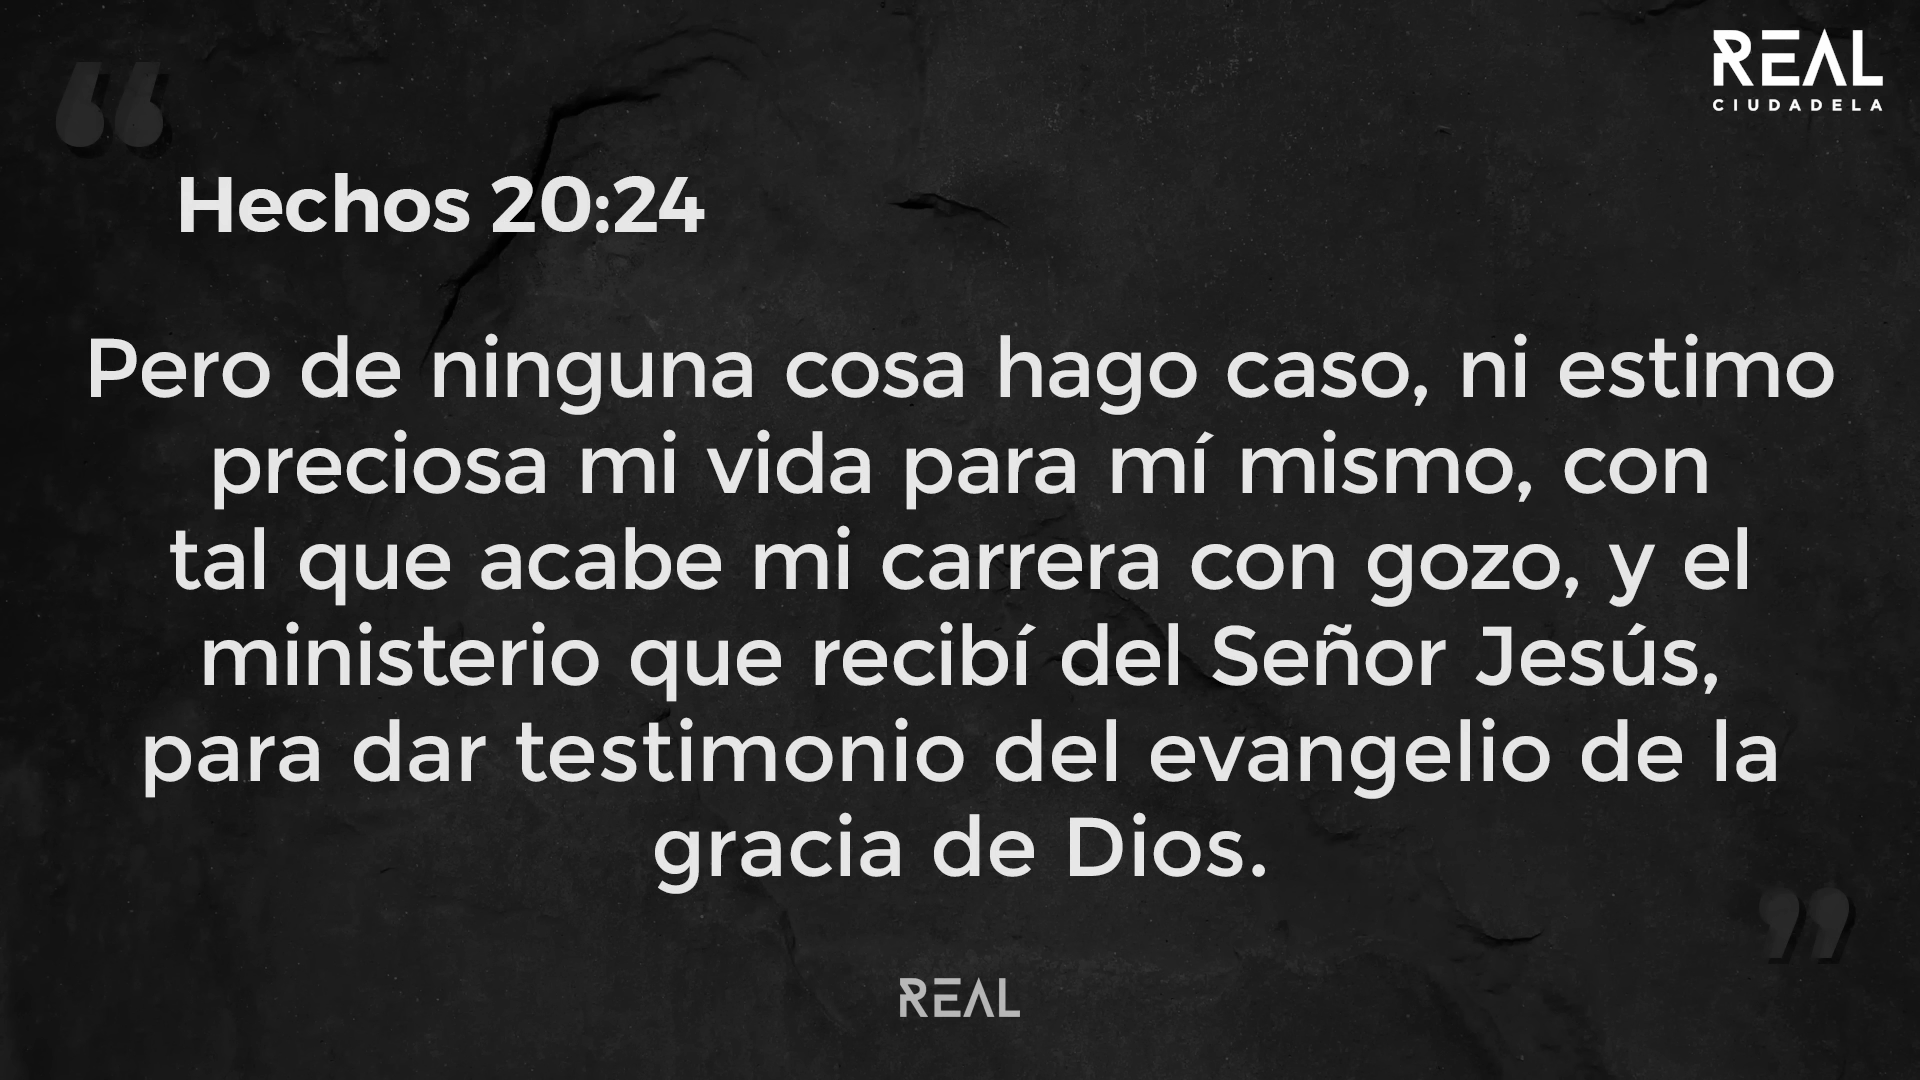 REAL
CIUDADELA
“
Hechos 20:24
Pero de ninguna cosa hago caso, ni estimo
preciosa mi vida para mí mismo, con
tal que acabe mi carrera con gozo, y el
ministerio que recibí del Señor Jesús,
para dar testimonio del evangelio de la
gracia de Dios.
”
REAL